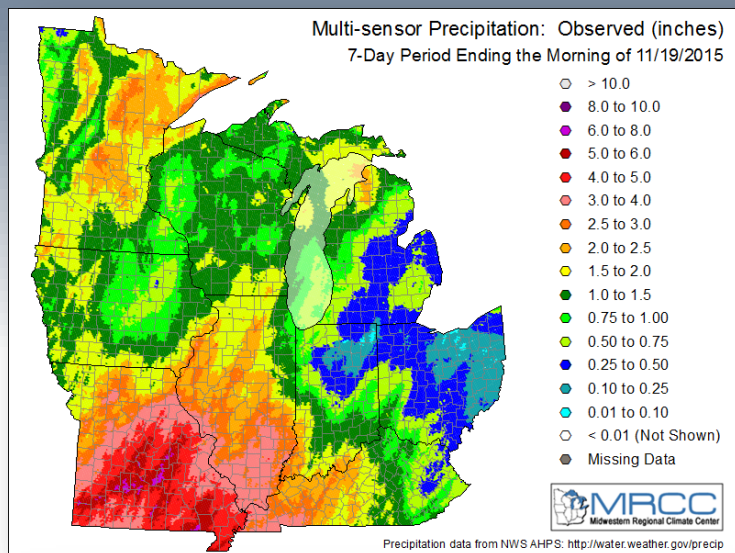 Multi-sensor Precipitation: Observed (inches)
7-Day Period Ending the Morning of 11/19/2015
> 10.0
8.0 to 10.0
6.0 to 8.0
5.0 to 6.0
4.0 to 5.0
3.0 to 4.0
2.5 to 3.0
2.0 to 2.5
1.5 to 2.0
1.0 to 1.5
0.75 to 1.00
0.50 to 0.75
0.25 to 0.50
0.10 to 0.25
0.01 to 0.10
< 0.01 (Not Shown)
Missing Data
MRCC
Midwestern Regional Climate Center
Precipitation data from NWS AHPS: http://water.weather.gov/precip